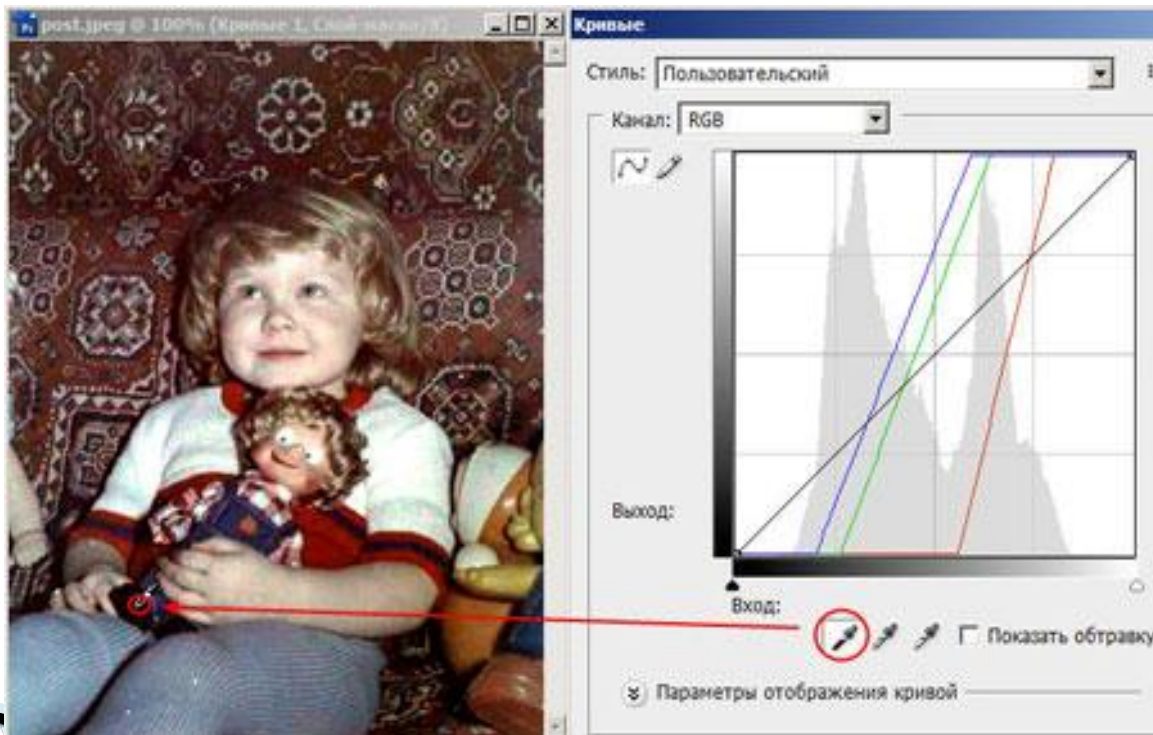 post.jpeg @ 100% (Кривые 1, Слой-маска/8)
Кривые
Стиль: Пользовательский
Канал: RGB
Выход:
Вход:
Показать обтравку
Параметры отображения кривой